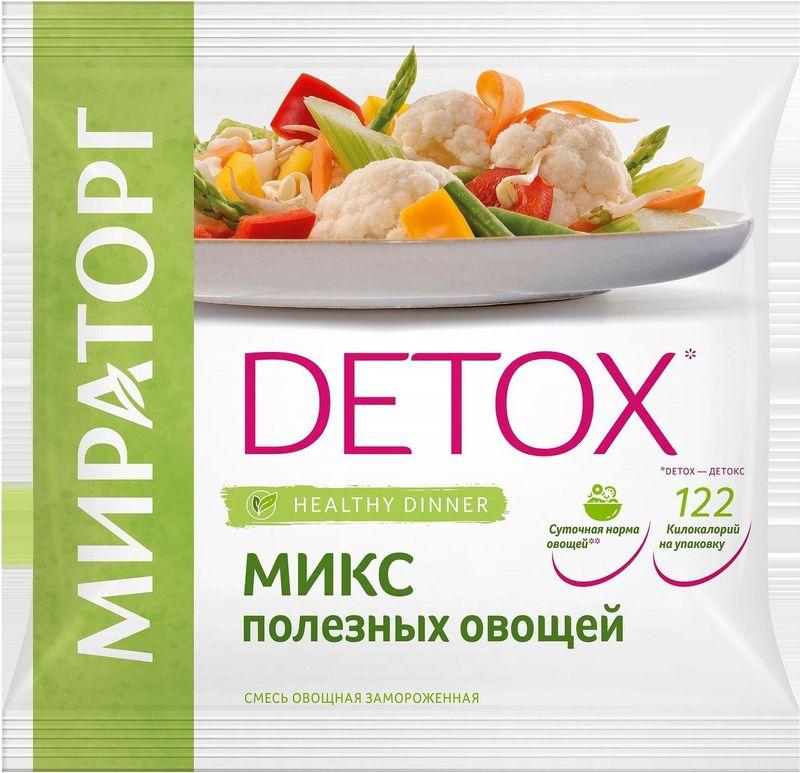 МИРАТОРГ
DETOX*
*DETOX — ДЕТОКС
HEALTHY DINNER
Суточная норма
овощей**
122
Килокалорий
на упаковку
МИКС
полезных овощей
СМЕСЬ ОВОЩНАЯ ЗАМОРОЖЕННАЯ